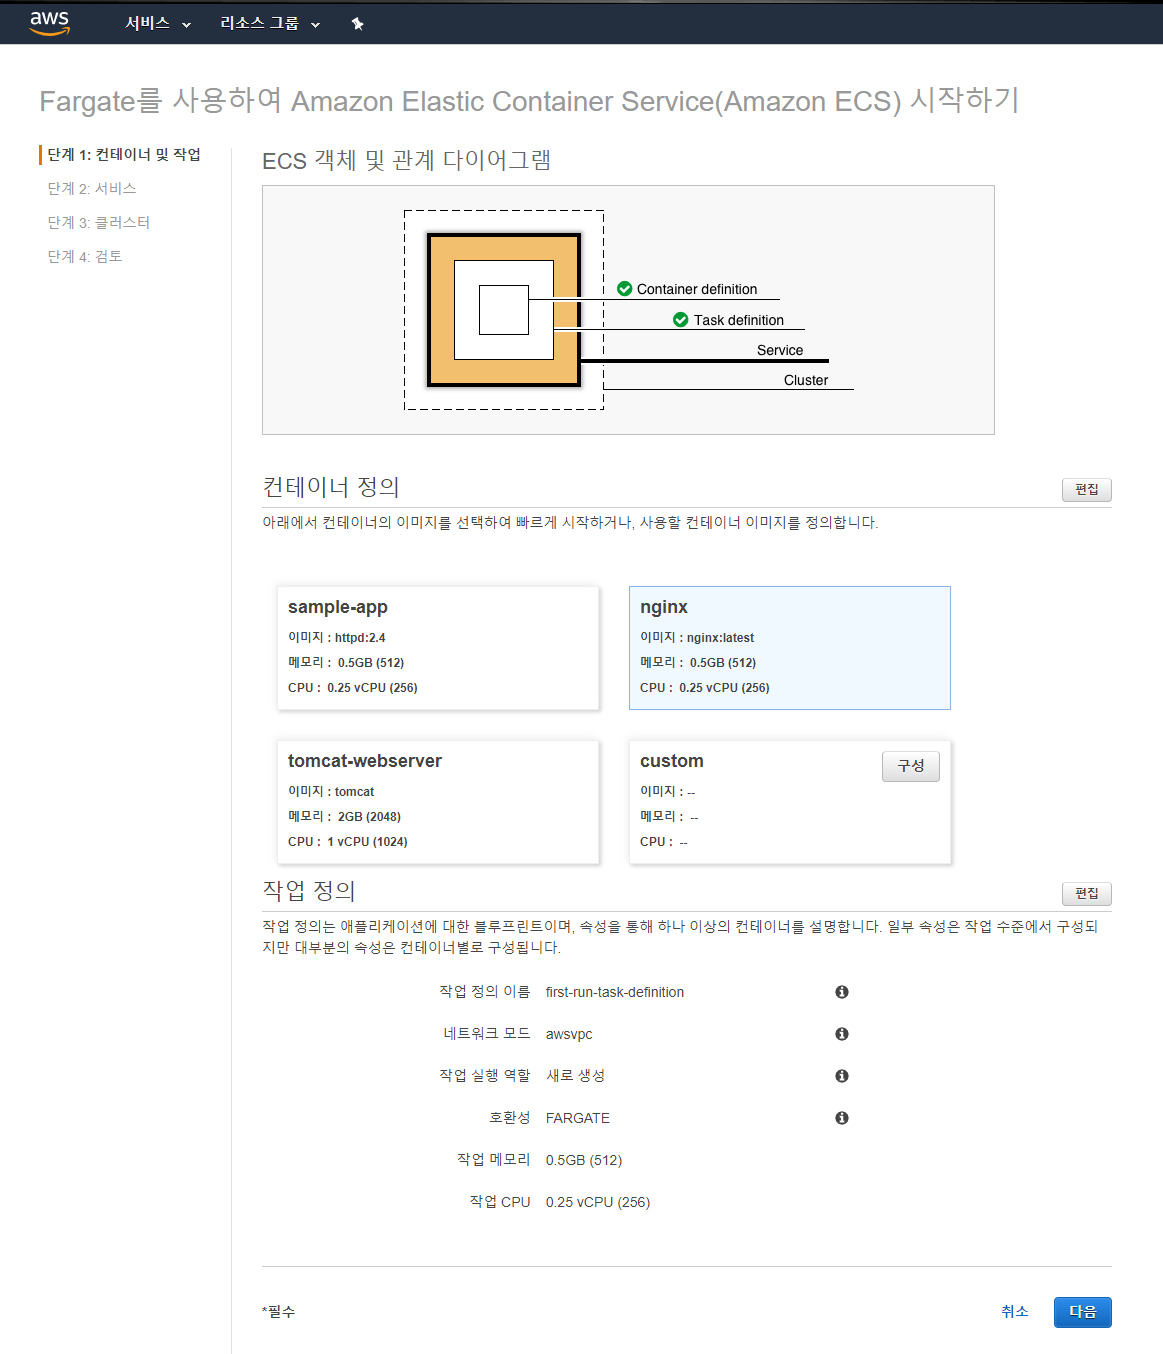 aws 서비스 리소스 그룹
Fargate를 사용하여 Amazon Elastic Container Service(Amazon ECS) 시작하기
단계 1: 컨테이너 및 작업
단계 2: 서비스
단계 3: 클러스터
단계 4: 검토
ECS 객체 및 관계 다이어그램
Container definition
Task definition
Service
Cluster
컨테이너 정의
편집
아래에서 컨테이너의 이미지를 선택하여 빠르게 시작하거나, 사용할 컨테이너 이미지를 정의합니다.
sample-app
이미지 : httpd:2.4
메모리 : 0.5GB (512)
CPU : 0.25 vCPU (256)
nginx
이미지 : nginx:latest
메모리 : 0.5GB (512)
CPU : 0.25 vCPU (256)
tomcat-webserver
이미지 : tomcat
메모리 : 2GB (2048)
CPU : 1 vCPU (1024)
custom
구성
이미지 : --
메모리 : --
CPU : --
작업 정의
편집
작업 정의는 애플리케이션에 대한 블루프린트이며, 속성을 통해 하나 이상의 컨테이너를 설명합니다. 일부 속성은 작업 수준에서 구성되
지만 대부분의 속성은 컨테이너별로 구성됩니다.
작업 정의 이름 first-run-task-definition
네트워크 모드 awsvpc
작업 실행 역할 새로 생성
호환성 FARGATE
작업 메모리 0.5GB (512)
작업 CPU 0.25 vCPU (256)
*필수
취소
다음